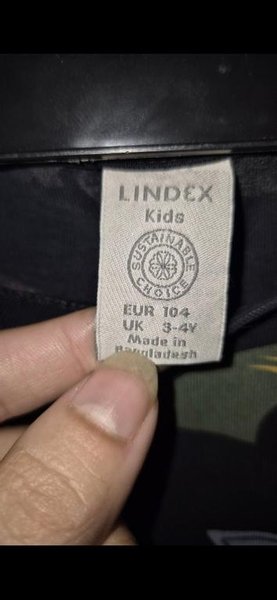 LINDEX
Kids
SUSTAINABLE
CHOICE
EUR 104
UK 3-4Y
Made in
Bangladesh